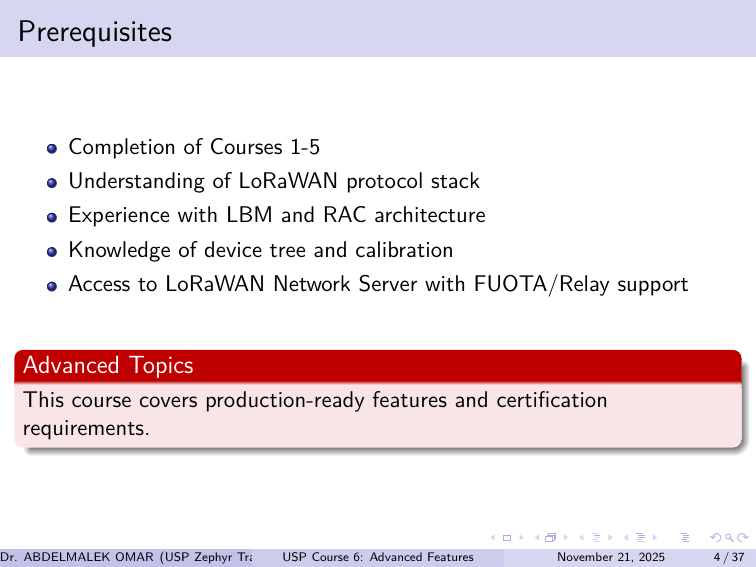 Prerequisites
Completion of Courses 1-5
Understanding of LoRaWAN protocol stack
Experience with LBM and RAC architecture
Knowledge of device tree and calibration
Access to LoRaWAN Network Server with FUOTA/Relay support
Advanced Topics
This course covers production-ready features and certification
requirements.
Dr. ABDELMALEK OMAR (USP Zephyr Tra USP Course 6: Advanced Features November 21, 2025 4 / 37